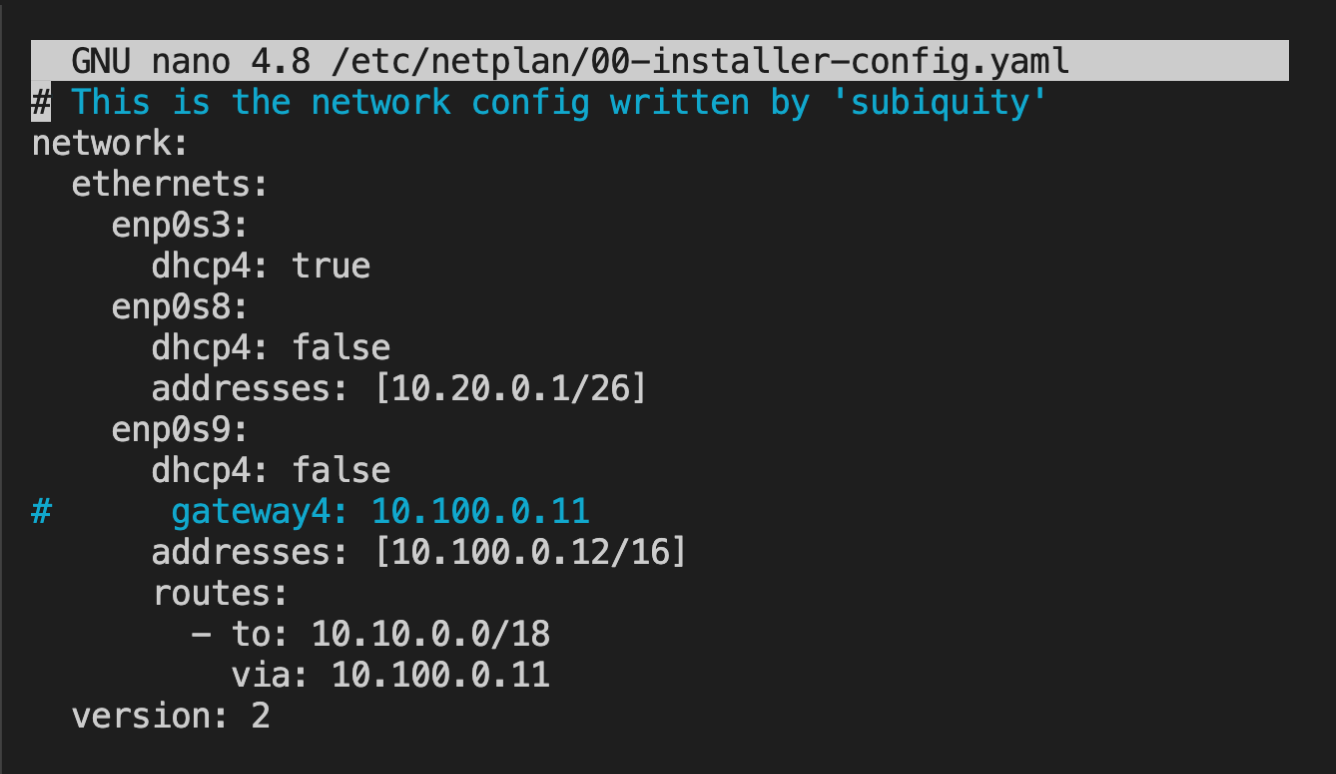 GNU nano 4.8 /etc/netplan/00-installer-config.yaml
# This is the network config written by 'subiquity'
network:
  ethernets:
    enp0s3:
      dhcp4: true
    enp0s8:
      dhcp4: false
      addresses: [10.20.0.1/26]
    enp0s9:
      dhcp4: false
#      gateway4: 10.100.0.11
      addresses: [10.100.0.12/16]
      routes:
        - to: 10.10.0.0/18
          via: 10.100.0.11
  version: 2